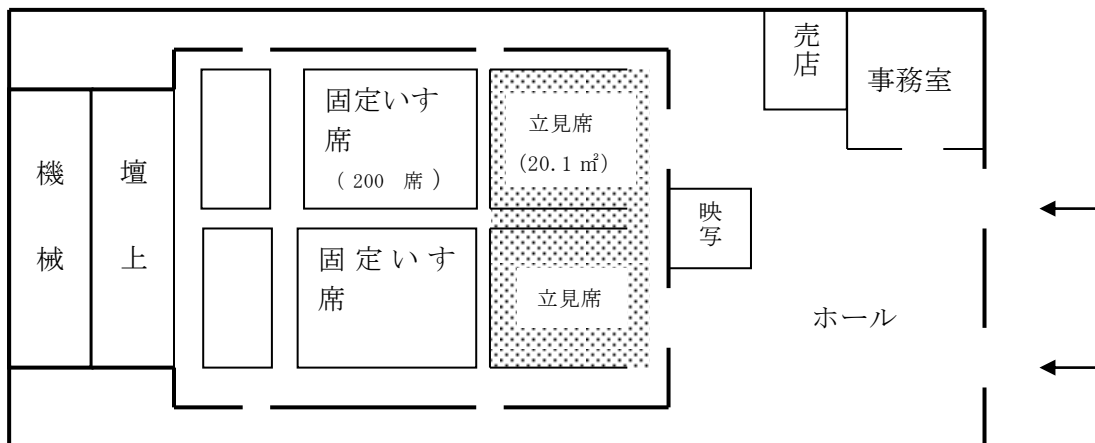 機械
壇上
固定いす
席
(200 席)
固定いす
席
立見席
(20.1 ㎡)
立見席
映写
売店
事務室
ホール